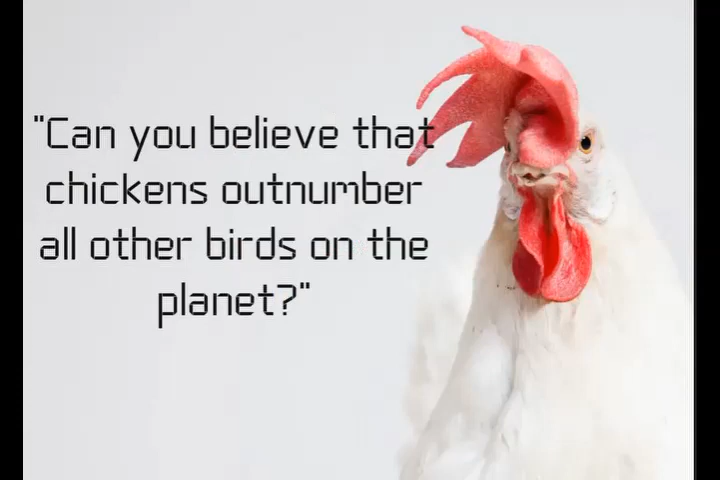 "Can you believe that
chickens outnumber
all other birds on the
planet?"